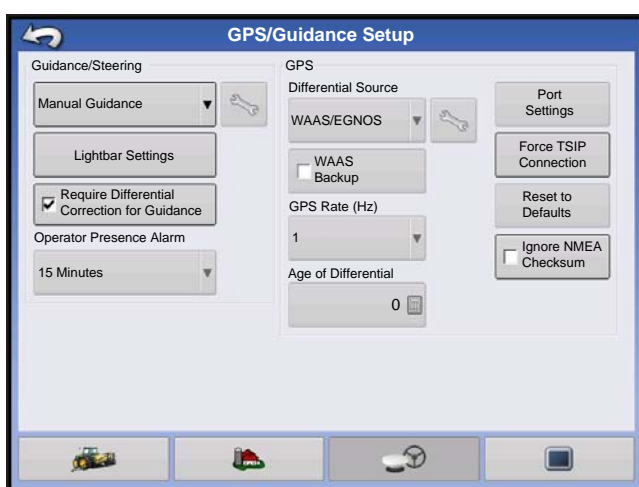 GPS/Guidance Setup
Guidance/Steering
Manual Guidance
Lightbar Settings
Require Differential
Correction for Guidance
Operator Presence Alarm
15 Minutes
GPS
Differential Source
WAAS/EGNOS
WAAS
Backup
GPS Rate (Hz)
1
Age of Differential
0
Port
Settings
Force TSIP
Connection
Reset to
Defaults
Ignore NMEA
Checksum